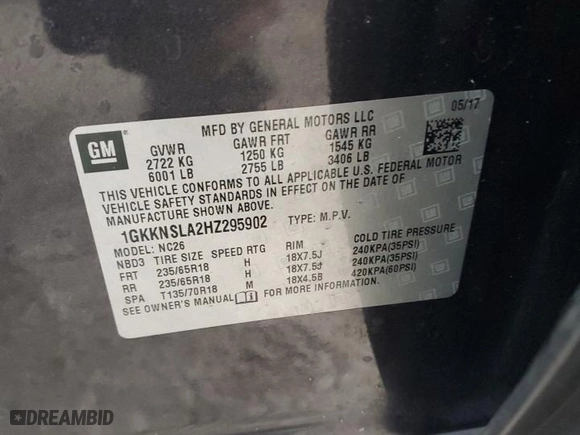 GM
MFD BY GENERAL MOTORS LLC
05/17
GVWR GAWR FRT GAWR RR
2722 KG 1250 KG 1545 KG
6001 LB 2755 LB 3406 LB
THIS VEHICLE CONFORMS TO ALL APPLICABLE U.S. FEDERAL MOTOR
VEHICLE SAFETY STANDARDS IN EFFECT ON THE DATE OF
MANUFACTURE SHOWN ABOVE.
1GKKNSLA2HZ295902 TYPE: M.P.V.
MODEL: NC26
NBD3 TIRE SIZE SPEED RTG RIM COLD TIRE PRESSURE
FRT 235/65R18 H 18X7.5J 240KPA(35PSI)
RR 235/65R18 H 18X7.5J 240KPA(35PSI)
SPA T135/70R18 M 18X4.5B 420KPA(60PSI)
SEE OWNER'S MANUAL FOR MORE INFORMATION.
DREAMBID